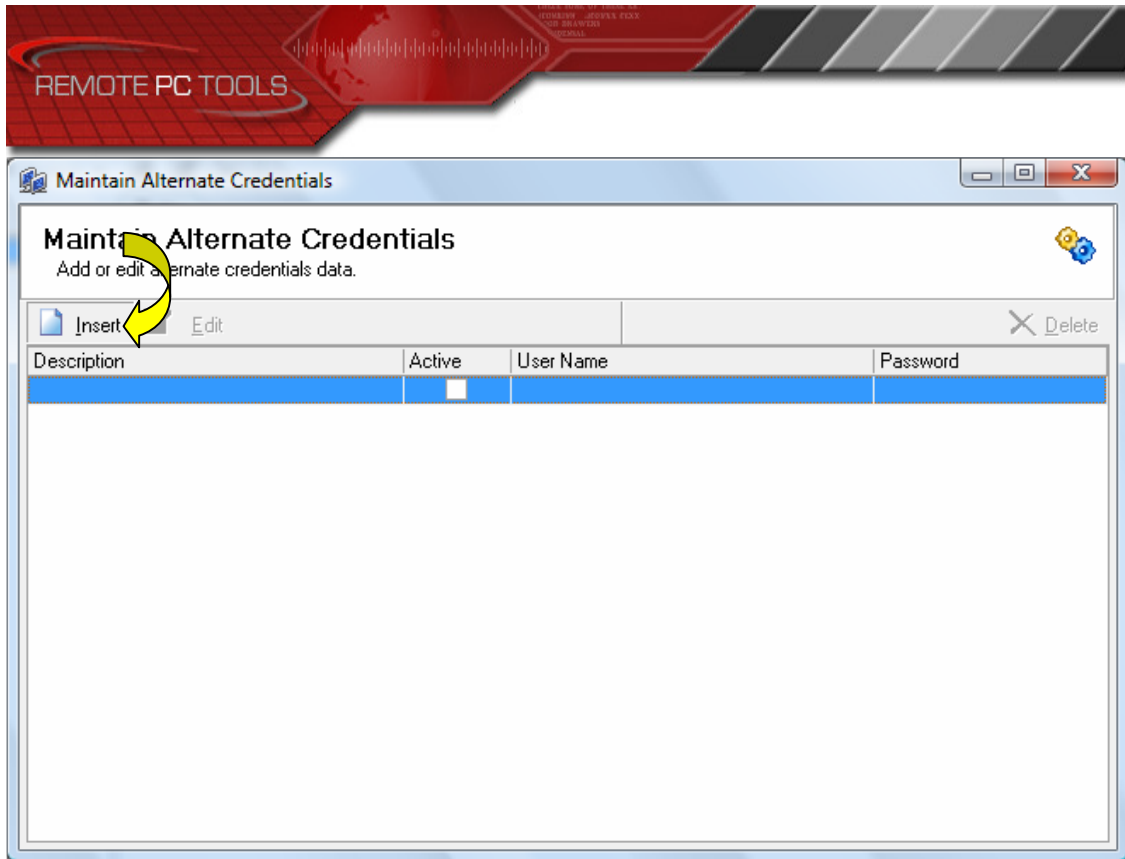 REMOTE PC TOOLS
Maintain Alternate Credentials
Maintain Alternate Credentials
Add or edit alternate credentials data.
Insert Edit Delete
Description Active User Name Password